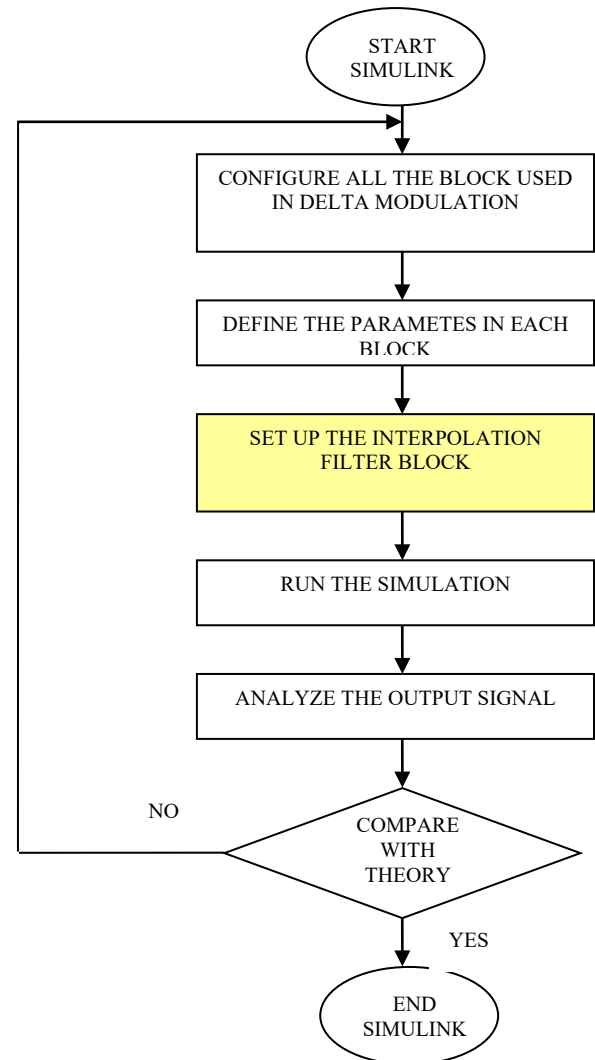 START
SIMULINK
CONFIGURE ALL THE BLOCK USED
IN DELTA MODULATION
DEFINE THE PARAMETES IN EACH
BLOCK
SET UP THE INTERPOLATION
FILTER BLOCK
RUN THE SIMULATION
ANALYZE THE OUTPUT SIGNAL
NO
COMPARE
WITH
THEORY
YES
END
SIMULINK